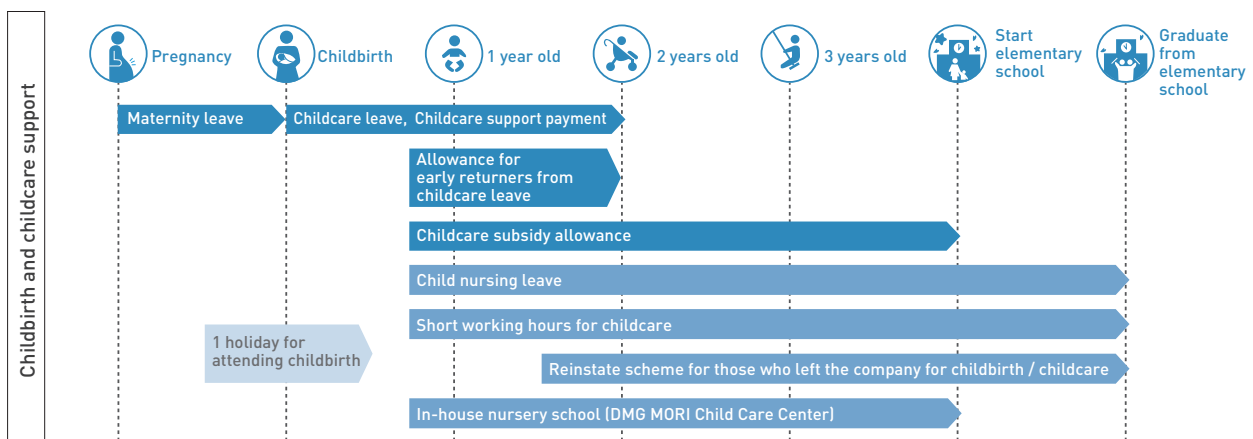 Childbirth and childcare support
Pregnancy
Childbirth
1 year old
2 years old
3 years old
Start
elementary
school
Graduate
from
elementary
school
Maternity leave
Childcare leave, Childcare support payment
Allowance for
early returners from
childcare leave
Childcare subsidy allowance
Child nursing leave
Short working hours for childcare
1 holiday for
attending childbirth
Reinstate scheme for those who left the company for childbirth / childcare
In-house nursery school (DMG MORI Child Care Center)